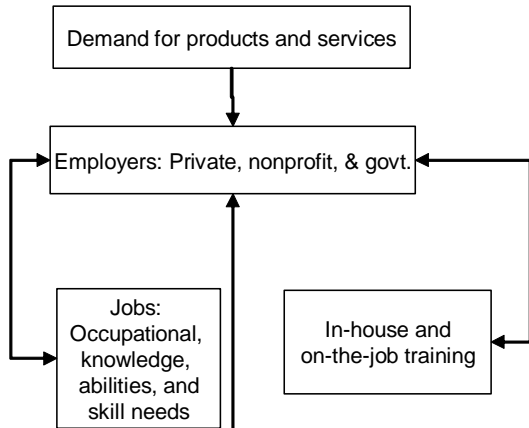 Demand for products and services
Employers: Private, nonprofit, & govt.
Jobs:
Occupational,
knowledge,
abilities, and
skill needs
In-house and
on-the-job training